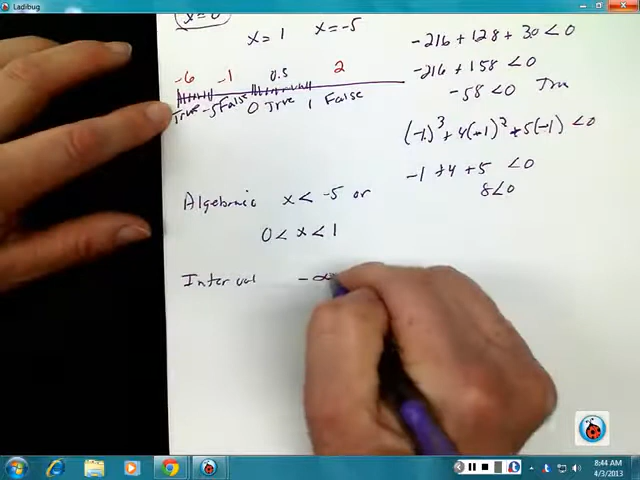 Ladibug
x=0
x=1 x=-5
-6 -1 0.5 2
True -5 False 0 True 1 False
Algebraic x < -5 or
0 < x < 1
Interval -∞
-216 + 128 + 30 < 0
-216 + 158 < 0
-58 < 0 Tru
(-1)³ + 4(-1)² + 5(-1) < 0
-1 + 4 + 5 < 0
8 < 0
8:44 AM
4/3/2013